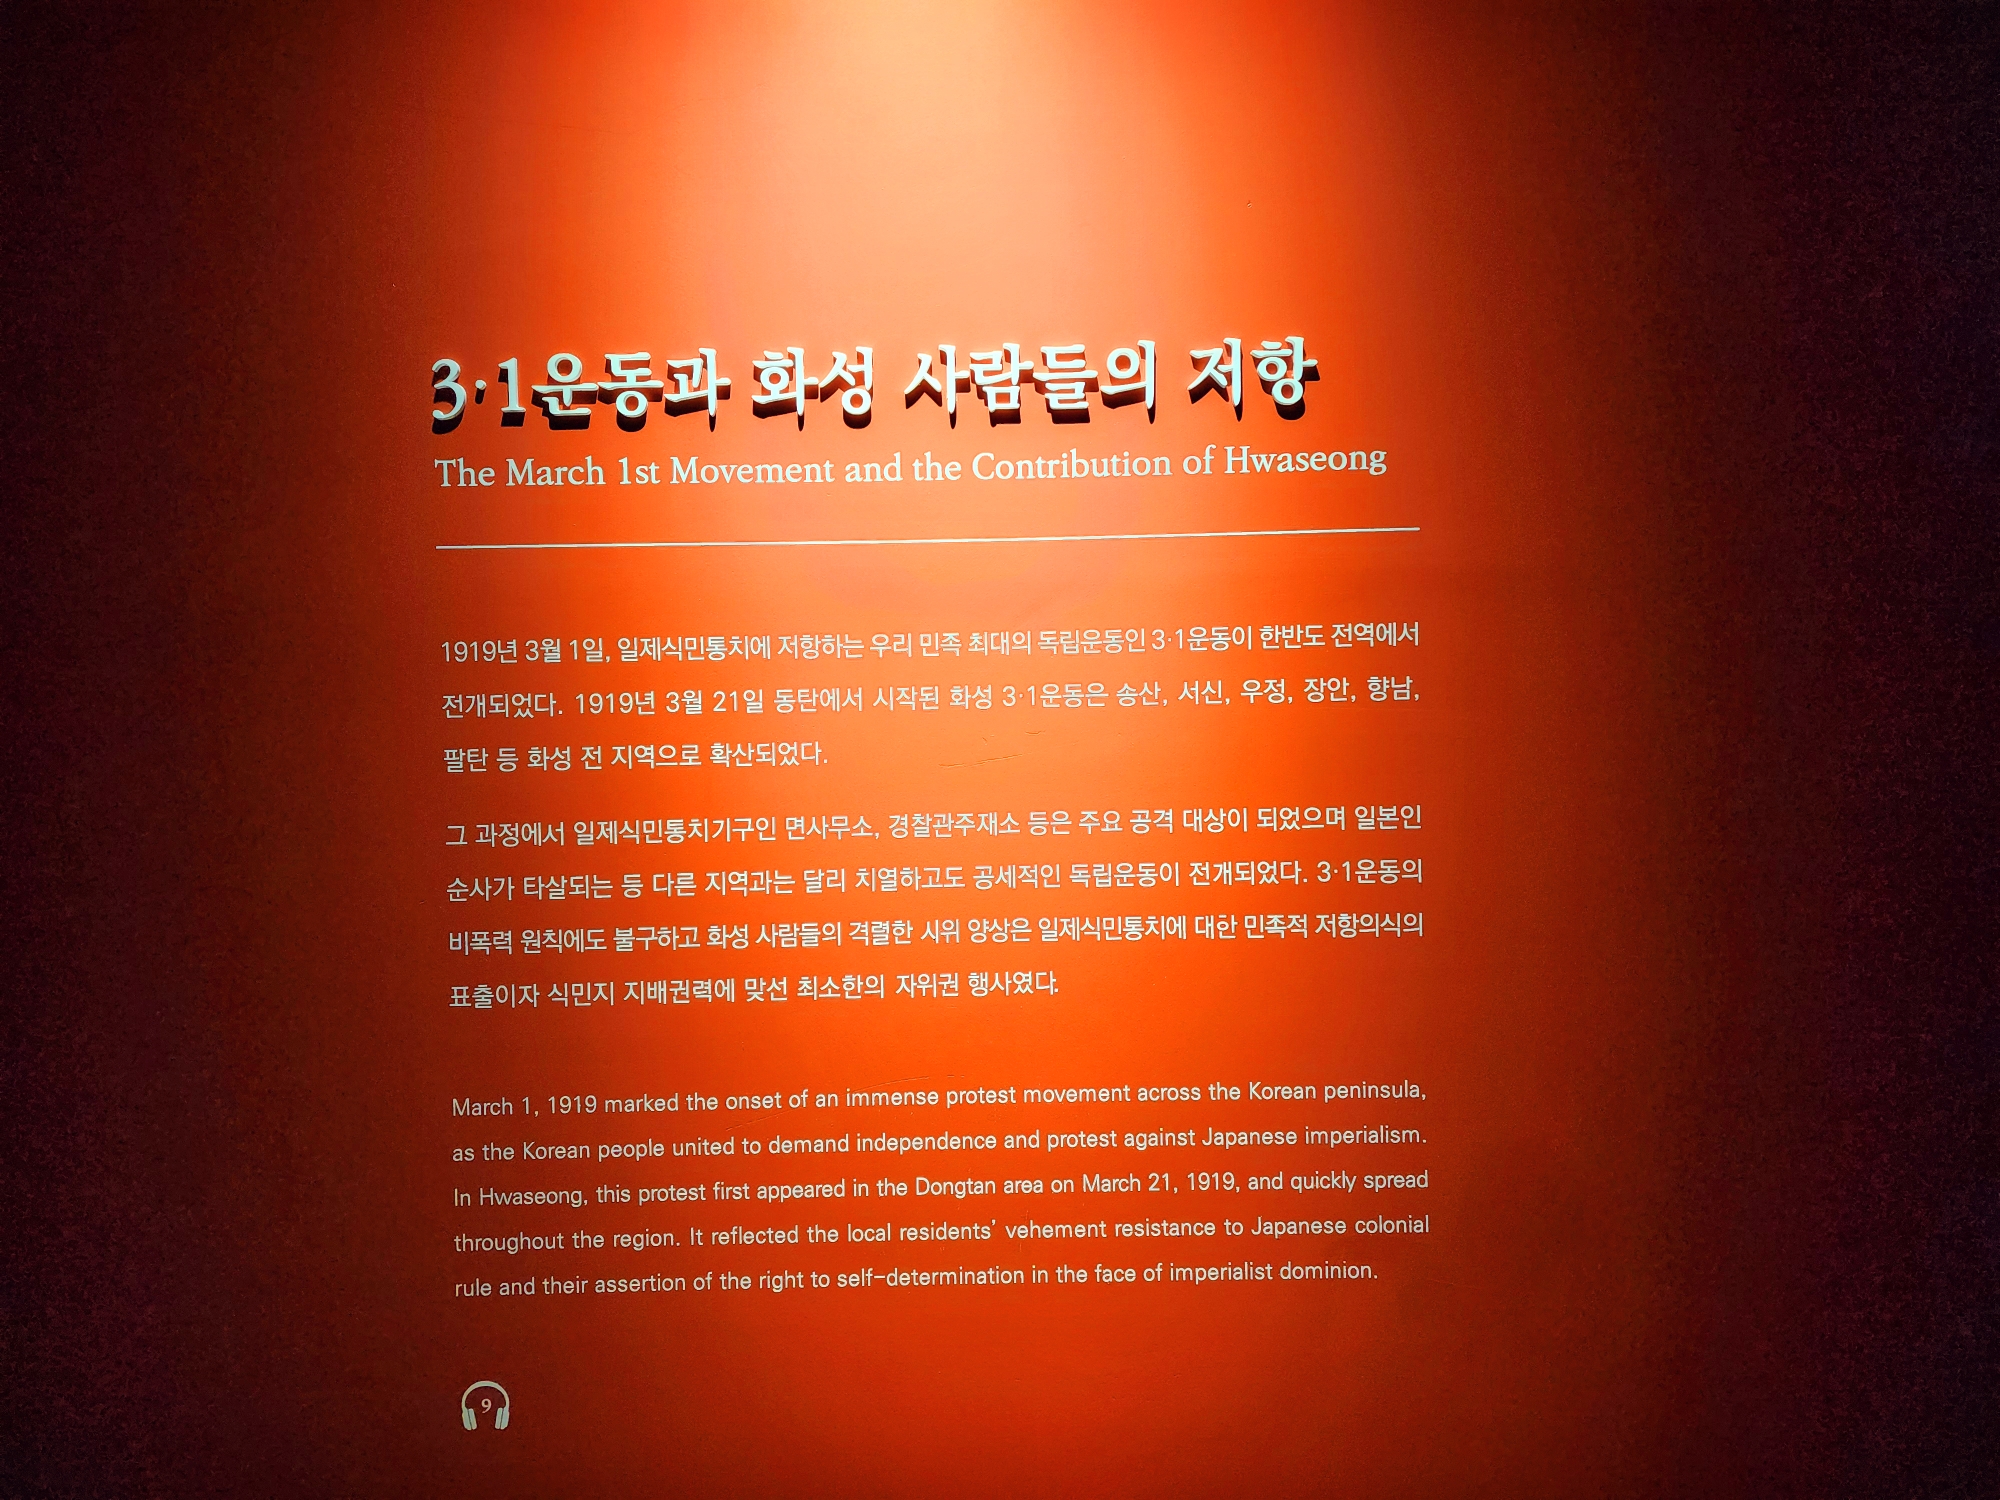 3·1운동과 화성 사람들의 저항
The March 1st Movement and the Contribution of Hwaseong
1919년 3월 1일, 일제식민통치에 저항하는 우리 민족 최대의 독립운동인 3·1운동이 한반도 전역에서
전개되었다. 1919년 3월 21일 동탄에서 시작된 화성 3·1운동은 송산, 서신, 우정, 장안, 향남,
팔탄 등 화성 전 지역으로 확산되었다.
그 과정에서 일제식민통치기구인 면사무소, 경찰관주재소 등은 주요 공격 대상이 되었으며 일본인
순사가 타살되는 등 다른 지역과는 달리 치열하고도 공세적인 독립운동이 전개되었다. 3·1운동의
비폭력 원칙에도 불구하고 화성 사람들의 격렬한 시위 양상은 일제식민통치에 대한 민족적 저항의식의
표출이자 식민지 지배권력에 맞선 최소한의 자위권 행사였다.
March 1, 1919 marked the onset of an immense protest movement across the Korean peninsula,
as the Korean people united to demand independence and protest against Japanese imperialism.
In Hwaseong, this protest first appeared in the Dongtan area on March 21, 1919, and quickly spread
throughout the region. It reflected the local residents’ vehement resistance to Japanese colonial
rule and their assertion of the right to self-determination in the face of imperialist dominion.
9